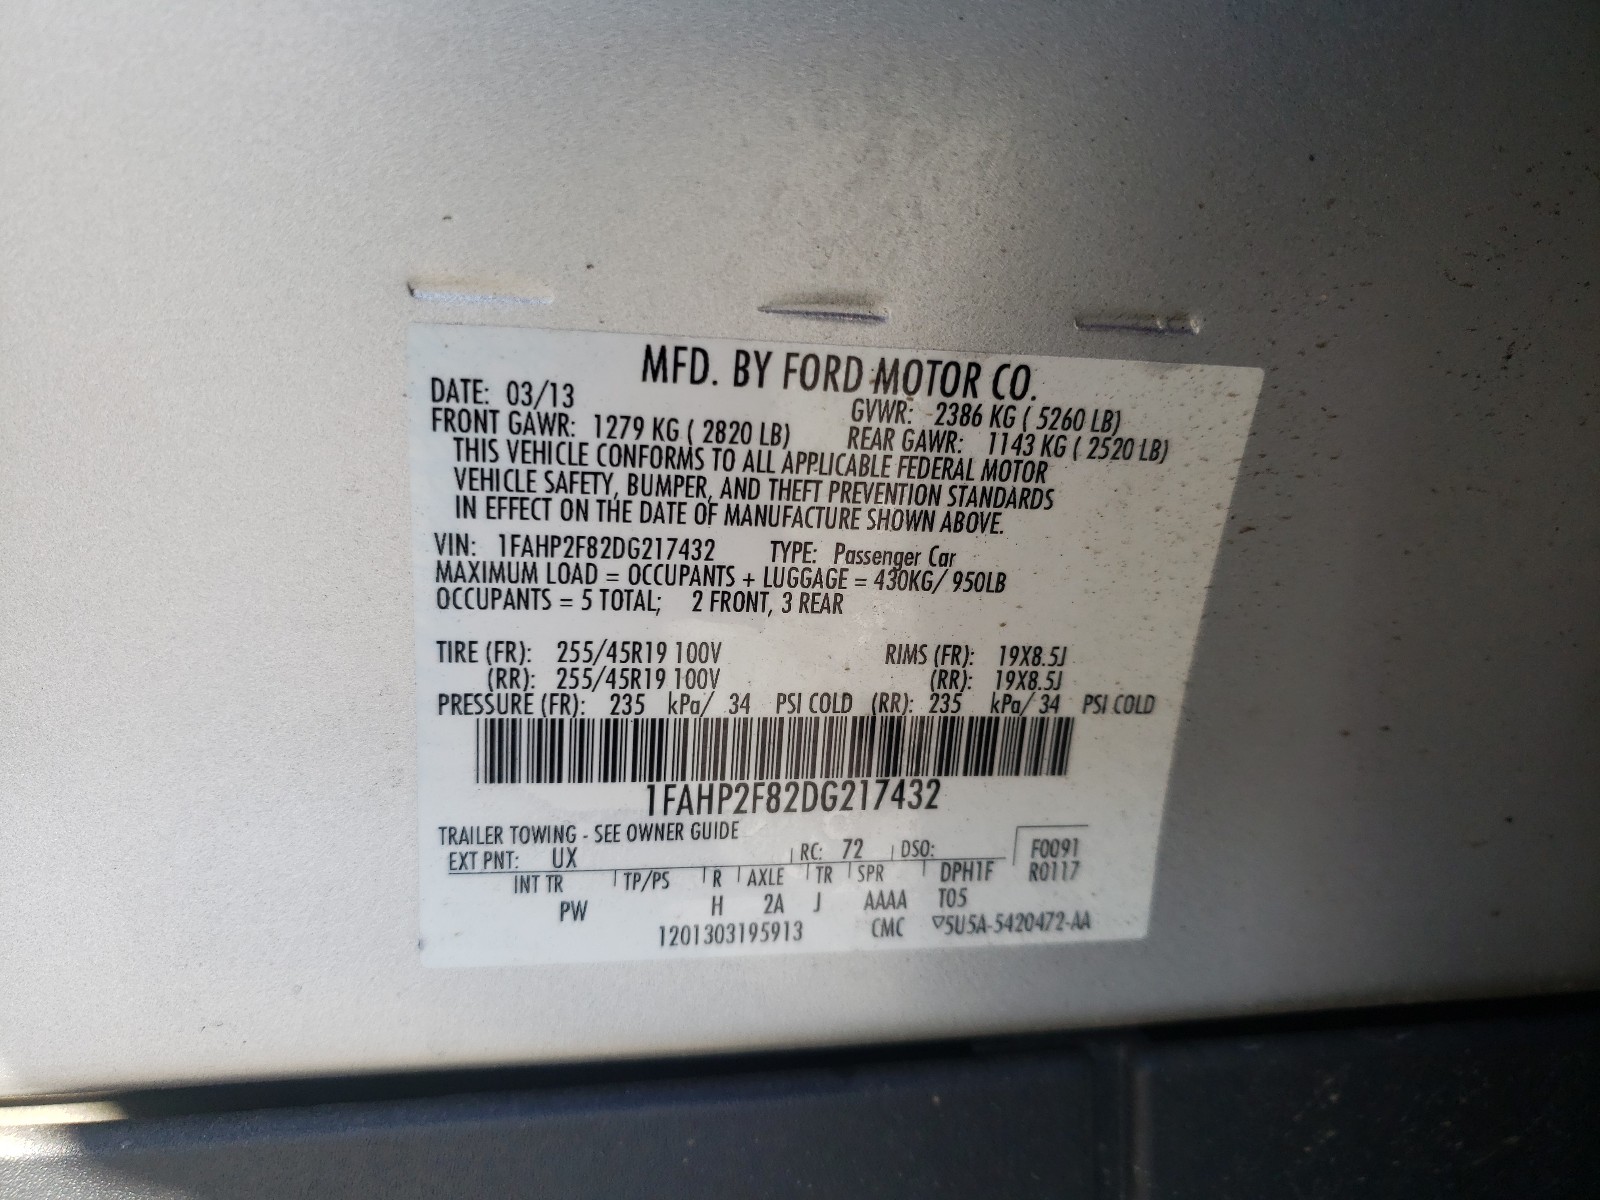 MFD. BY FORD MOTOR CO.
DATE: 03/13 GVWR: 2386 KG ( 5260 LB)
FRONT GAWR: 1279 KG ( 2820 LB) REAR GAWR: 1143 KG ( 2520 LB)
THIS VEHICLE CONFORMS TO ALL APPLICABLE FEDERAL MOTOR
VEHICLE SAFETY, BUMPER, AND THEFT PREVENTION STANDARDS
IN EFFECT ON THE DATE OF MANUFACTURE SHOWN ABOVE.
VIN: 1FAHP2F82DG217432 TYPE: Passenger Car
MAXIMUM LOAD = OCCUPANTS + LUGGAGE = 430KG/ 950LB
OCCUPANTS = 5 TOTAL; 2 FRONT, 3 REAR
TIRE (FR): 255/45R19 100V RIMS (FR): 19X8.5J
(RR): 255/45R19 100V (RR): 19X8.5J
PRESSURE (FR): 235 kPa/ 34 PSI COLD (RR): 235 kPa/ 34 PSI COLD
1FAHP2F82DG217432
TRAILER TOWING - SEE OWNER GUIDE
EXT PNT: UX RC: 72 DSO: F0091
INT TR TP/PS R AXLE TR SPR DPH1F R0117
PW H 2A J AAAA T05
1201303195913 CMC ▽5U5A-5420472-AA